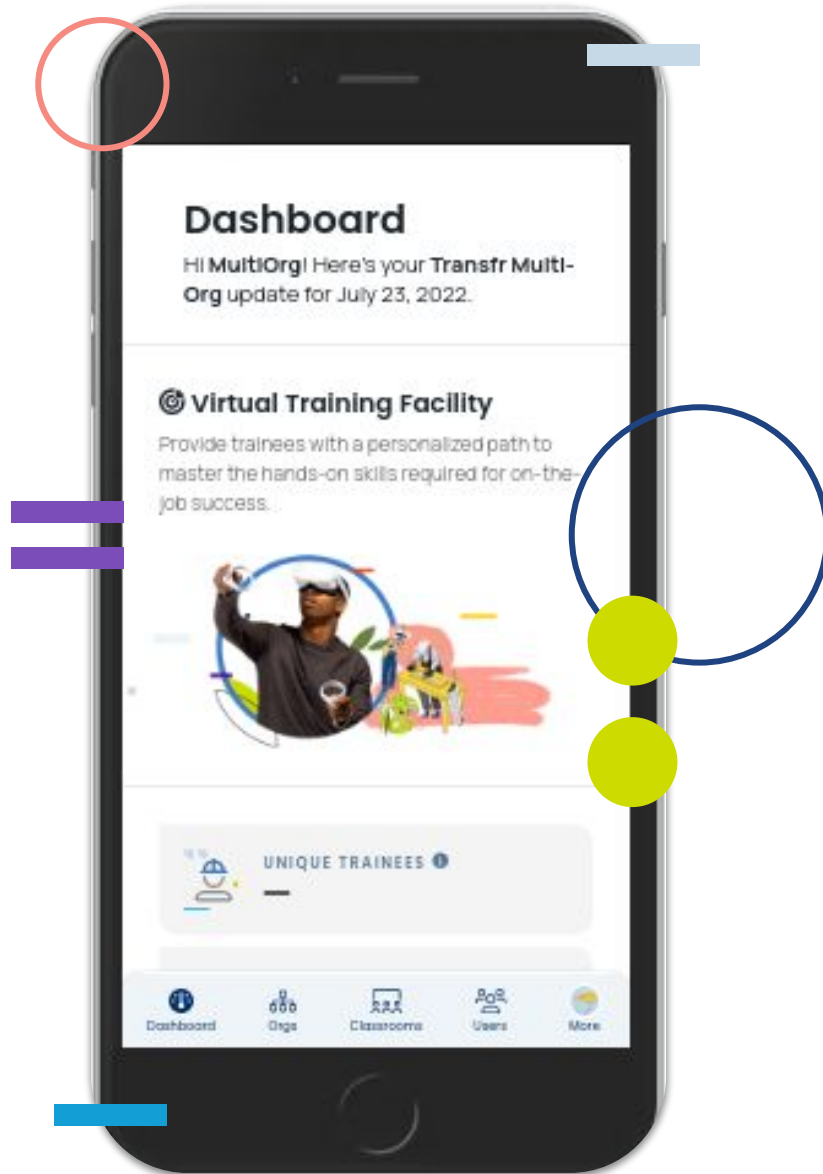 Dashboard
Hi MultiOrg! Here's your Transfr Multi-
Org update for July 23, 2022.
Virtual Training Facility
Provide trainees with a personalized path to
master the hands-on skills required for on-the-
job success.
UNIQUE TRAINEES
Dashboard Orgs Classrooms Users More